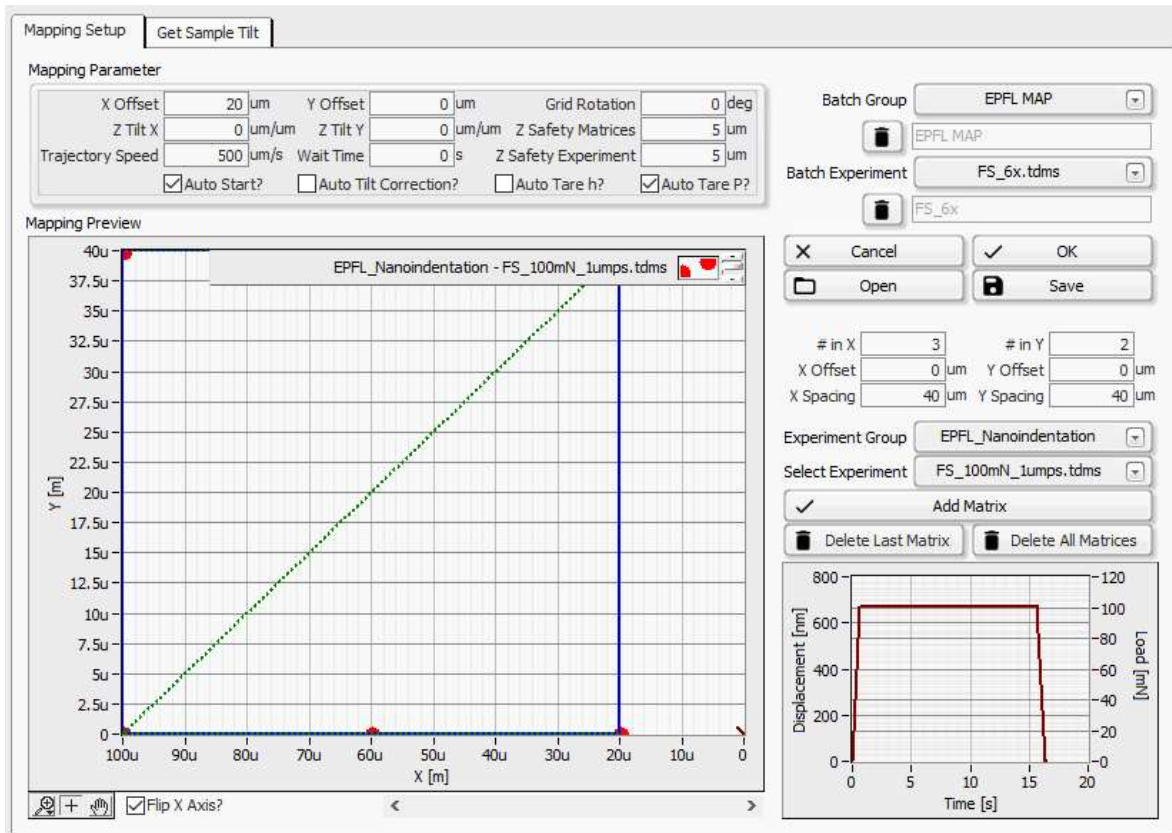 Mapping Setup Get Sample Tilt
Mapping Parameter
X Offset 20 um Y Offset 0 um Grid Rotation 0 deg
Z Tilt X 0 um/um Z Tilt Y 0 um/um Z Safety Matrices 5 um
Trajectory Speed 500 um/s Wait Time 0 s Z Safety Experiment 5 um
Auto Start? Auto Tilt Correction? Auto Tare h? Auto Tare P?
Batch Group EPFL MAP
EPFL MAP
Batch Experiment FS_6x.tdms
FS_6x
Cancel OK
Open Save
Mapping Preview
EPFL_Nanoindentation - FS_100mN_1umps.tdms
40u
37.5u
35u
32.5u
30u
27.5u
25u
22.5u
20u
17.5u
15u
12.5u
10u
7.5u
5u
2.5u
0
Y [m]
100u 90u 80u 70u 60u 50u 40u 30u 20u 10u 0
X [m]
Flip X Axis?
# in X 3 # in Y 2
X Offset 0 um Y Offset 0 um
X Spacing 40 um Y Spacing 40 um
Experiment Group EPFL_Nanoindentation
Select Experiment FS_100mN_1umps.tdms
Add Matrix
Delete Last Matrix Delete All Matrices
800
600
400
200
0
Displacement [nm]
120
100
80
60
40
20
0
Load [mN]
0 5 10 15 20
Time [s]